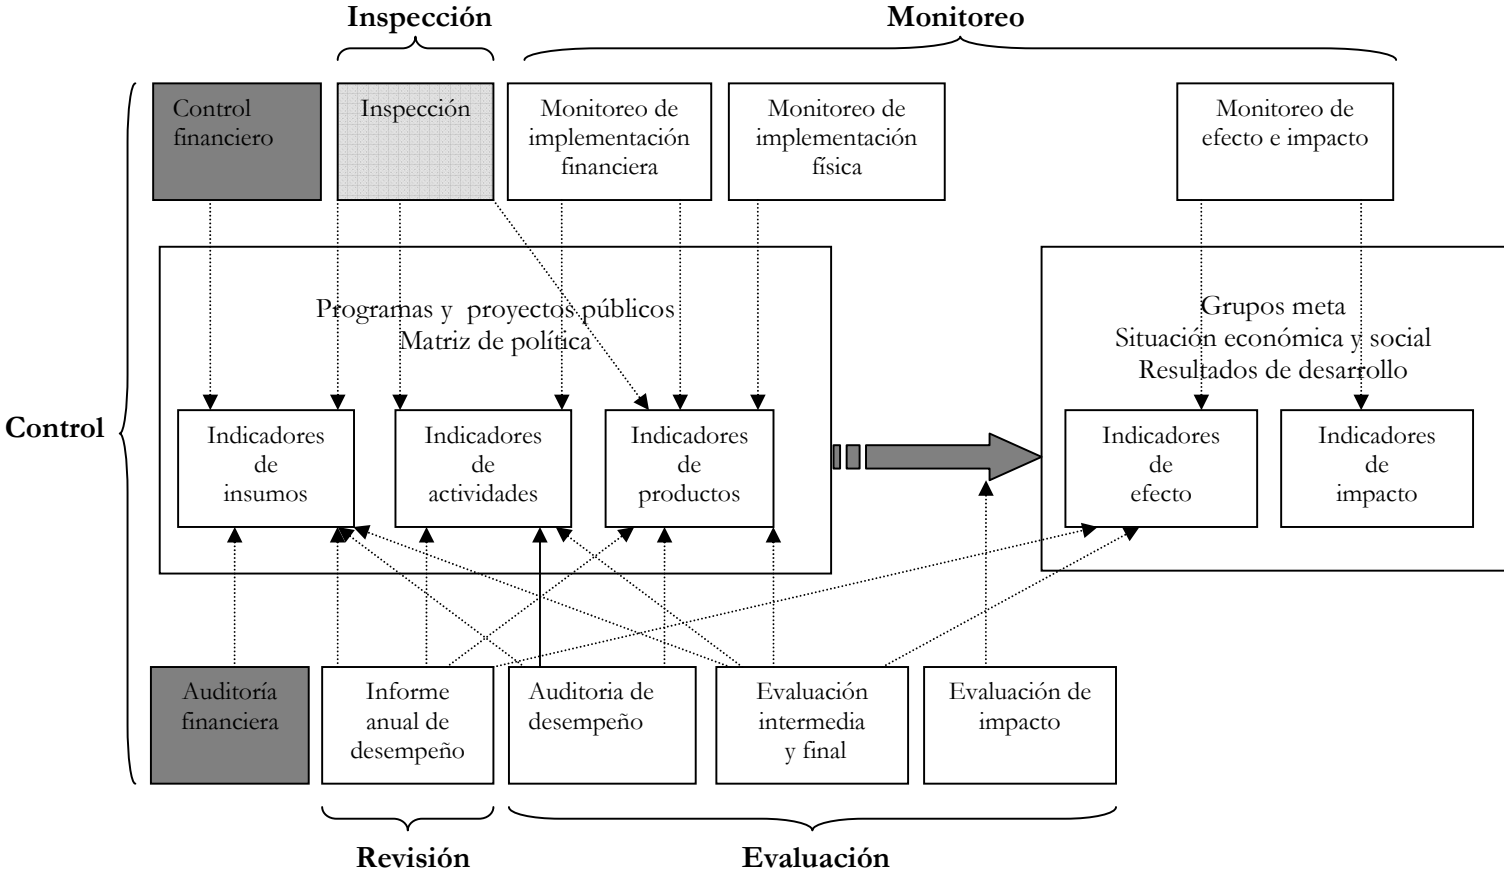 Inspección
Monitoreo
Control
financiero
Inspección
Monitoreo de
implementación
financiera
Monitoreo de
implementación
física
Monitoreo de
efecto e impacto
Programas y proyectos públicos
Matriz de política
Grupos meta
Situación económica y social
Resultados de desarrollo
Control
Indicadores
de
insumos
Indicadores
de
actividades
Indicadores
de
productos
Indicadores
de
efecto
Indicadores
de
impacto
Auditoría
financiera
Informe
anual de
desempeño
Auditoria de
desempeño
Evaluación
intermedia
y final
Evaluación de
impacto
Revisión
Evaluación